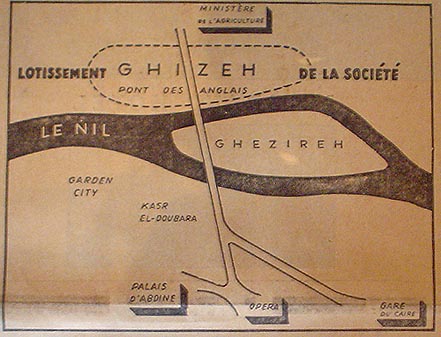 MINISTÈRE
DE L'AGRICULTURE
LOTISSEMENT GHIZEH DE LA SOCIÉTÉ
PONT DES ANGLAIS
LE NIL
GHEZIREH
GARDEN
CITY
KASR
EL-DOUBARA
PALAIS
D'ABDINE
OPERA
GARE
DU CAIRE